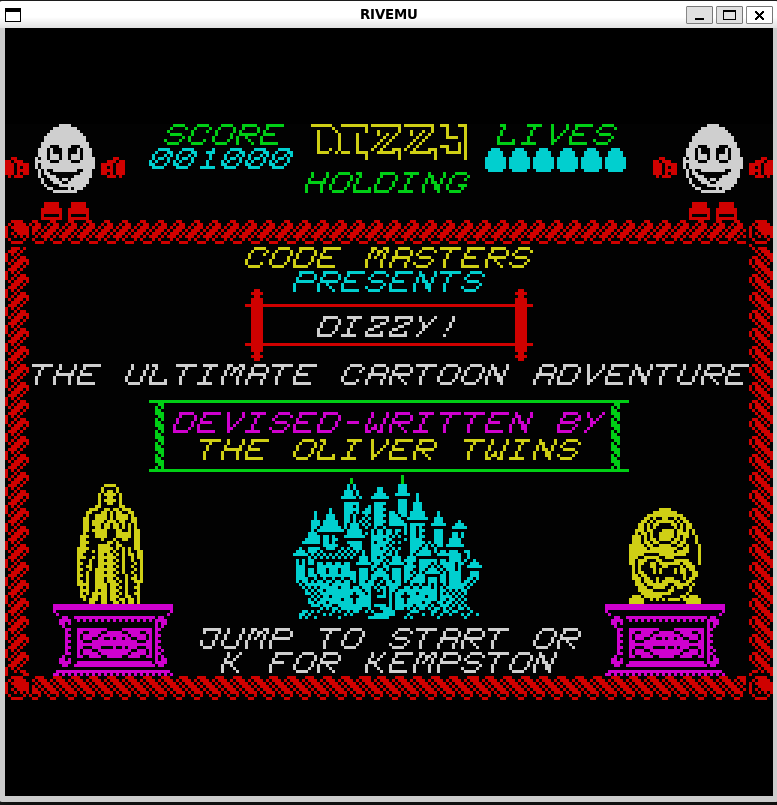 RIVEMU
SCORE DIZZY LIVES
001000
HOLDING
CODE MASTERS
PRESENTS
DIZZY!
THE ULTIMATE CARTOON ADVENTURE
DEVISED-WRITTEN BY
THE OLIVER TWINS
JUMP TO START OR
K FOR KEMPSTON